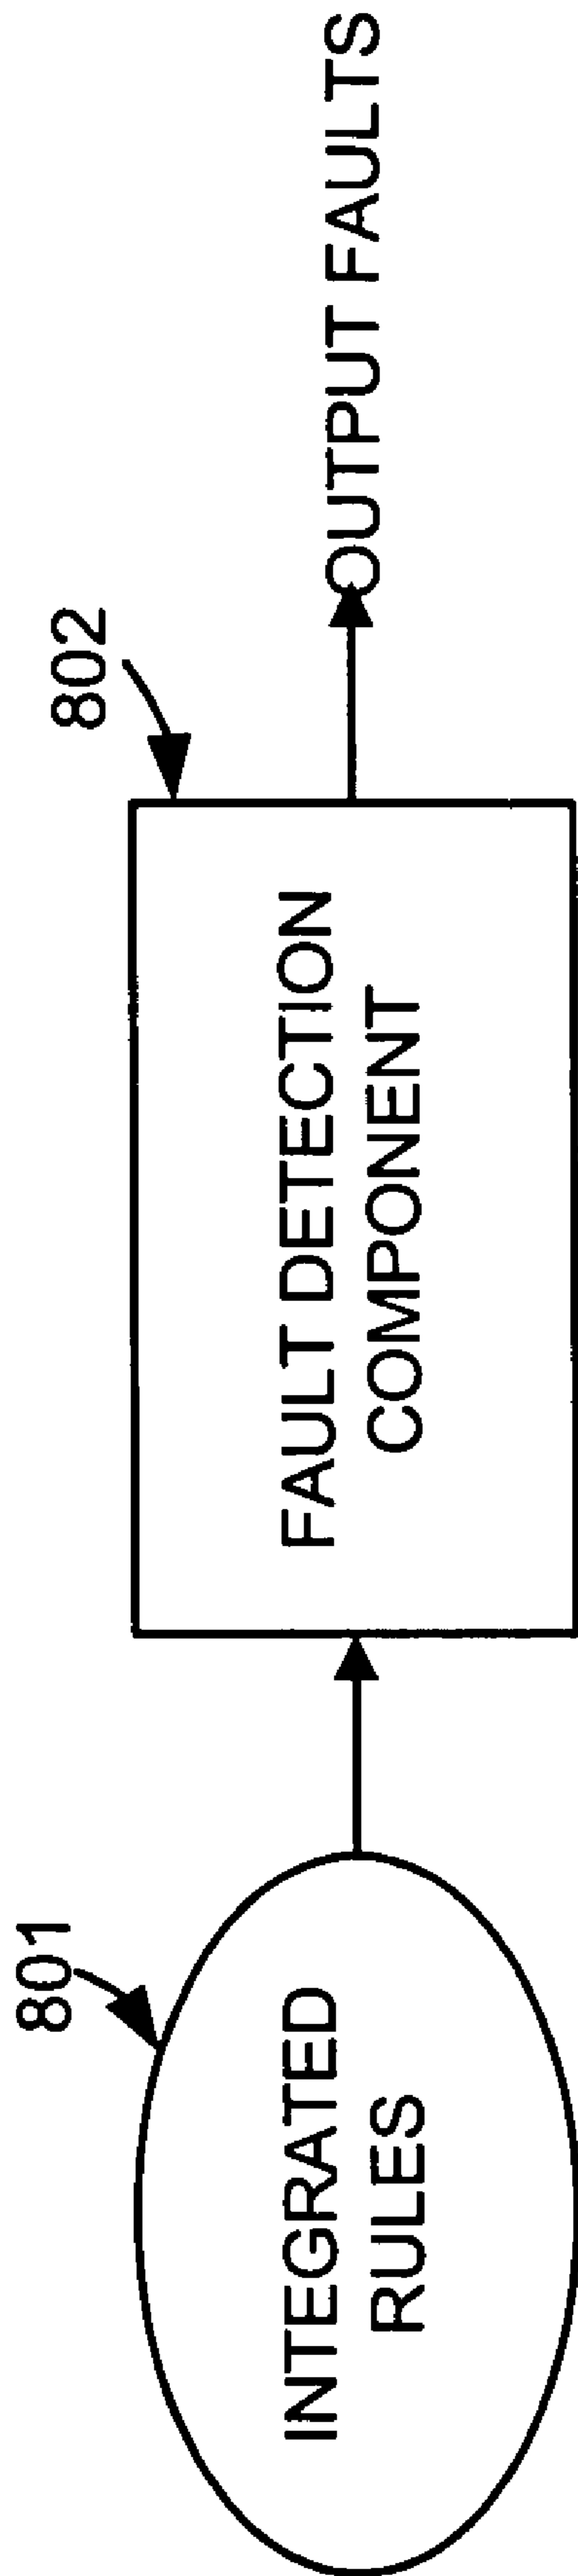 801
INTEGRATED
RULES
802
FAULT DETECTION
COMPONENT
OUTPUT FAULTS